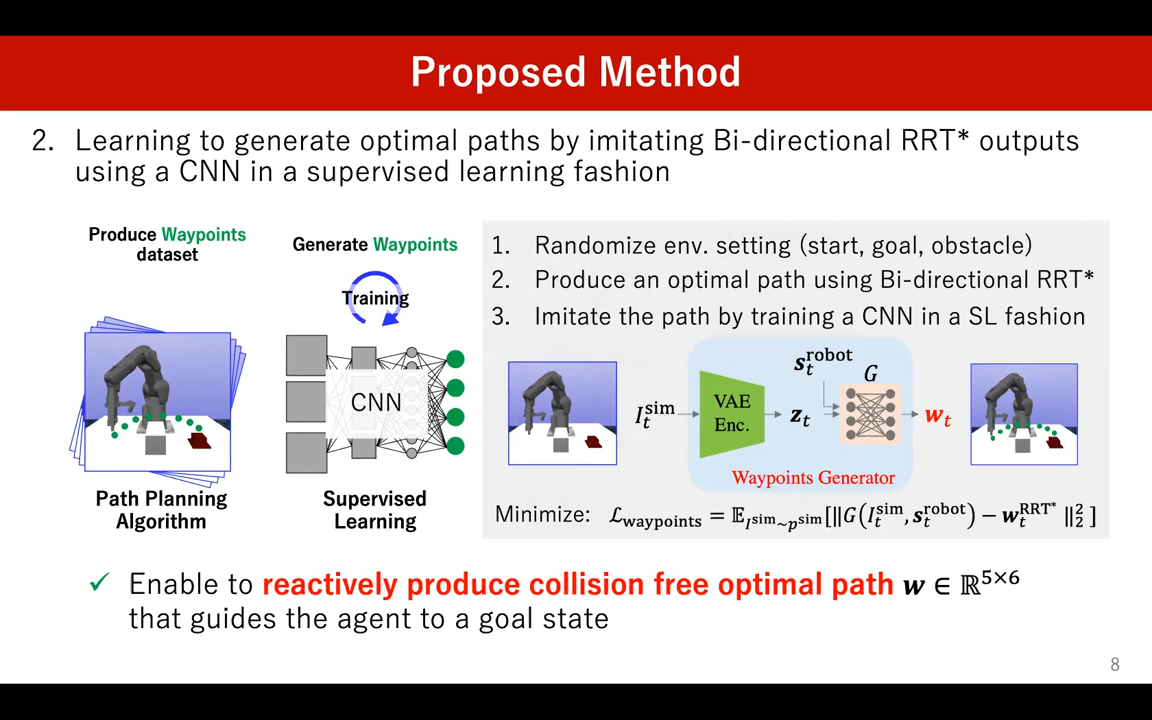 Proposed Method
2. Learning to generate optimal paths by imitating Bi-directional RRT* outputs
using a CNN in a supervised learning fashion
Produce Waypoints
dataset
Path Planning
Algorithm
Generate Waypoints
Training
CNN
Supervised
Learning
1. Randomize env. setting (start, goal, obstacle)
2. Produce an optimal path using Bi-directional RRT*
3. Imitate the path by training a CNN in a SL fashion
I_t^sim
VAE
Enc.
z_t
s_t^robot
G
w_t
Waypoints Generator
Minimize: ℒ_waypoints = 𝔼_{I^sim~p^sim}[‖G(I_t^sim, s_t^robot) − w_t^{RRT*} ‖_2^2 ]
✓ Enable to reactively produce collision free optimal path w ∈ ℝ^{5×6}
that guides the agent to a goal state
8